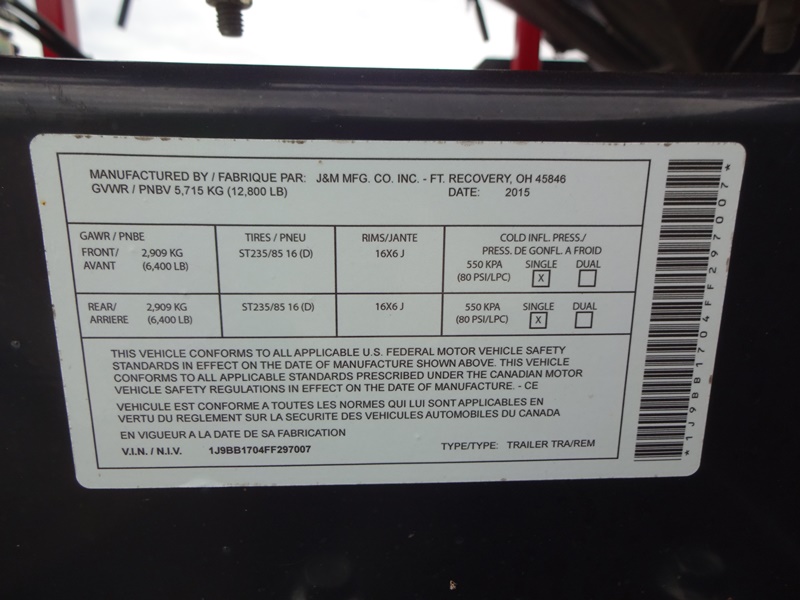 MANUFACTURED BY / FABRIQUE PAR: J&M MFG. CO. INC. - FT. RECOVERY, OH 45846
GVWR / PNBV 5,715 KG (12,800 LB) DATE: 2015
GAWR / PNBE TIRES / PNEU RIMS/JANTE COLD INFL. PRESS./
PRESS. DE GONFL. A FROID
FRONT/ 2,909 KG ST235/85 16 (D) 16X6 J 550 KPA SINGLE DUAL
AVANT (6,400 LB) (80 PSI/LPC) X
REAR/ 2,909 KG ST235/85 16 (D) 16X6 J 550 KPA SINGLE DUAL
ARRIERE (6,400 LB) (80 PSI/LPC) X
THIS VEHICLE CONFORMS TO ALL APPLICABLE U.S. FEDERAL MOTOR VEHICLE SAFETY
STANDARDS IN EFFECT ON THE DATE OF MANUFACTURE SHOWN ABOVE. THIS VEHICLE
CONFORMS TO ALL APPLICABLE STANDARDS PRESCRIBED UNDER THE CANADIAN MOTOR
VEHICLE SAFETY REGULATIONS IN EFFECT ON THE DATE OF MANUFACTURE. - CE
VEHICULE EST CONFORME A TOUTES LES NORMES QUI LUI SONT APPLICABLES EN
VERTU DU REGLEMENT SUR LA SECURITE DES VEHICULES AUTOMOBILES DU CANADA
EN VIGUEUR A LA DATE DE SA FABRICATION
V.I.N. / N.I.V. 1J9BB1704FF297007 TYPE/TYPE: TRAILER TRA/REM
*1J9BB1704FF297007*